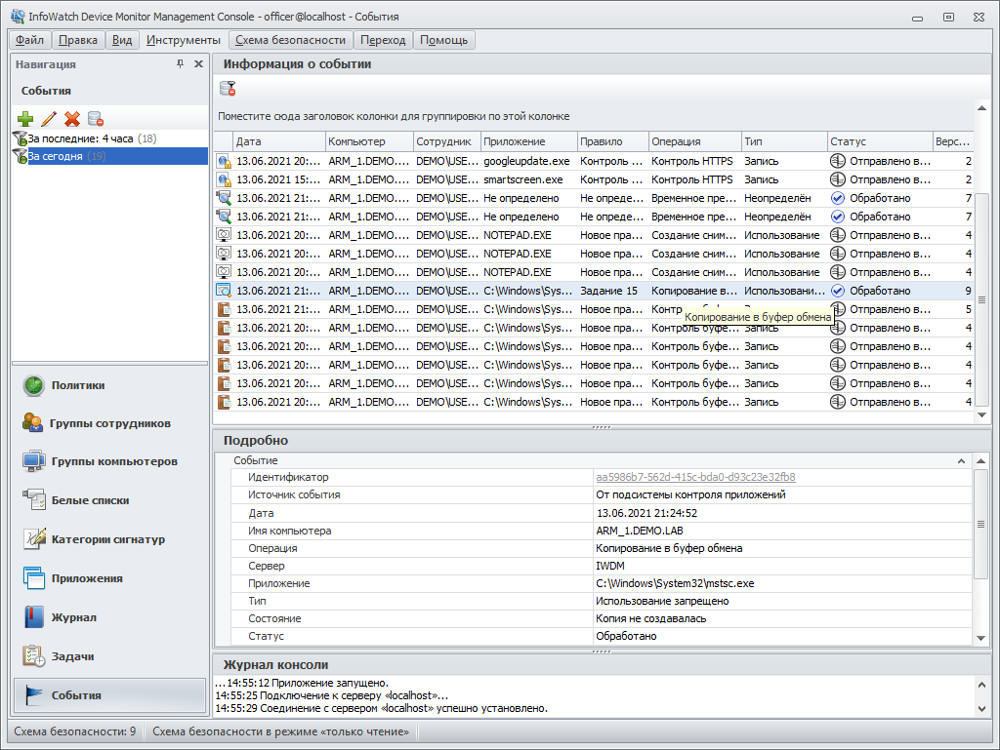 InfoWatch Device Monitor Management Console - officer@localhost - События
Файл Правка Вид Инструменты Схема безопасности Переход Помощь
Навигация
События
За последние: 4 часа (18)
За сегодня (19)
Политики
Группы сотрудников
Группы компьютеров
Белые списки
Категории сигнатур
Приложения
Журнал
Задачи
События
Информация о событии
Поместите сюда заголовок колонки для группировки по этой колонке
Дата Компьютер Сотрудник Приложение Правило Операция Тип Статус Верс...
13.06.2021 20:... ARM_1.DEMO.... DEMO\USE... googleupdate.exe Контроль ... Контроль HTTPS Запись Отправлено в... 2
13.06.2021 15:... ARM_1.DEMO.... DEMO\USE... smartscreen.exe Контроль ... Контроль HTTPS Запись Отправлено в... 2
13.06.2021 21:... ARM_1.DEMO.... DEMO\USE... Не определено Не опреде... Временное пре... Неопределён Обработано 7
13.06.2021 21:... ARM_1.DEMO.... DEMO\USE... Не определено Не опреде... Временное пре... Неопределён Обработано 7
13.06.2021 20:... ARM_1.DEMO.... DEMO\USE... NOTEPAD.EXE Новое пра... Создание сним... Использование Отправлено в... 4
13.06.2021 20:... ARM_1.DEMO.... DEMO\USE... NOTEPAD.EXE Новое пра... Создание сним... Использование Отправлено в... 4
13.06.2021 20:... ARM_1.DEMO.... DEMO\USE... NOTEPAD.EXE Новое пра... Создание сним... Использование Отправлено в... 4
13.06.2021 21:... ARM_1.DEMO.... DEMO\USE... C:\Windows\Sys... Задание 15 Копирование в... Использовани... Обработано 9
13.06.2021 20:... ARM_1.DEMO.... DEMO\USE... C:\Windows\Sys... Новое пра... Отправлено в... 5
Копирование в буфер обмена
13.06.2021 20:... ARM_1.DEMO.... DEMO\USE... C:\Windows\Sys... Новое пра... Контроль буфе... Запись Отправлено в... 4
13.06.2021 20:... ARM_1.DEMO.... DEMO\USE... C:\Windows\Sys... Новое пра... Контроль буфе... Запись Отправлено в... 4
13.06.2021 20:... ARM_1.DEMO.... DEMO\USE... C:\Windows\Sys... Новое пра... Контроль буфе... Запись Отправлено в... 4
13.06.2021 20:... ARM_1.DEMO.... DEMO\USE... C:\Windows\Sys... Новое пра... Контроль буфе... Запись Отправлено в... 4
13.06.2021 20:... ARM_1.DEMO.... DEMO\USE... C:\Windows\Sys... Новое пра... Контроль буфе... Запись Отправлено в... 4
Подробно
Событие
Идентификатор aa5986b7-562d-415c-bda0-d93c23e32fb8
Источник события От подсистемы контроля приложений
Дата 13.06.2021 21:24:52
Имя компьютера ARM_1.DEMO.LAB
Операция Копирование в буфер обмена
Сервер IWDM
Приложение C:\Windows\System32\mstsc.exe
Тип Использование запрещено
Состояние Копия не создавалась
Статус Обработано
Журнал консоли
...14:55:12 Приложение запущено.
14:55:25 Подключение к серверу «localhost»...
14:55:29 Соединение с сервером «localhost» успешно установлено.
Схема безопасности: 9 Схема безопасности в режиме «только чтение»